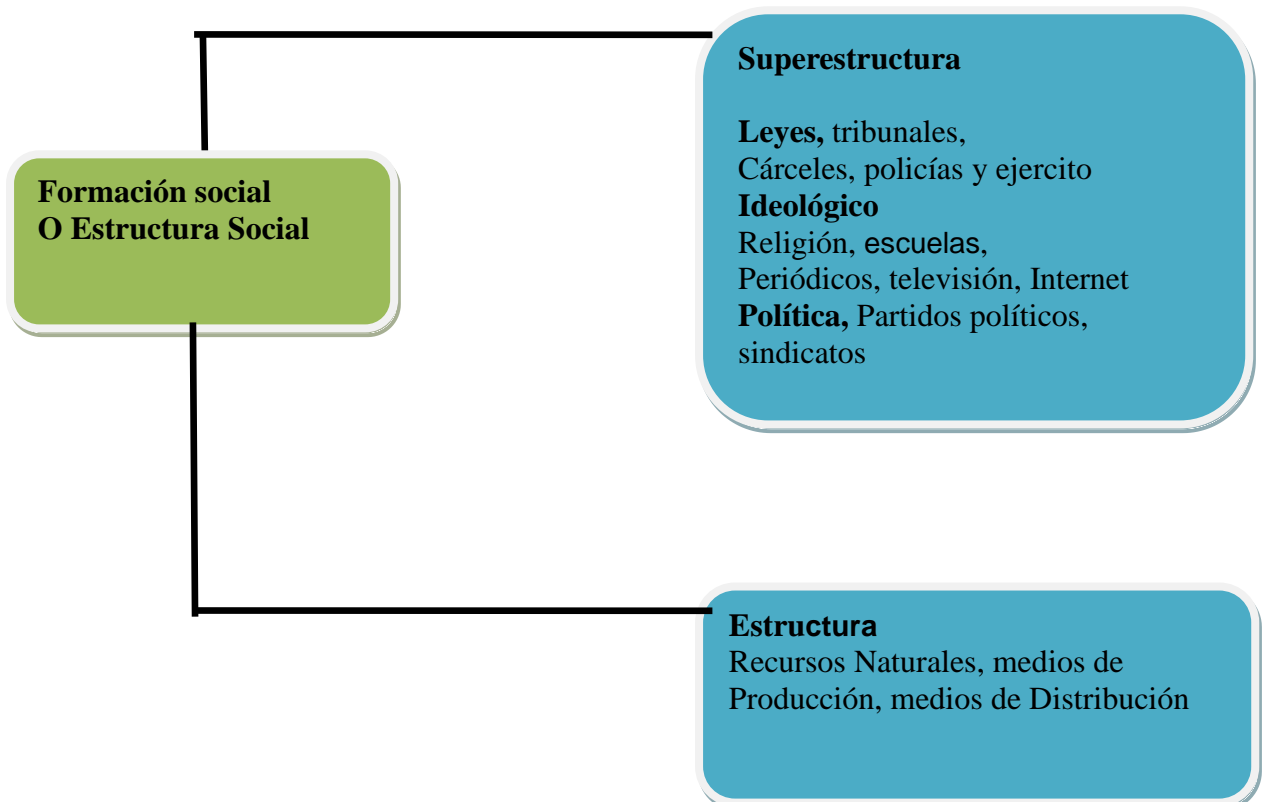 Formación social
O Estructura Social
Superestructura
Leyes, tribunales,
Cárceles, policías y ejercito
Ideológico
Religión, escuelas,
Periódicos, televisión, Internet
Política, Partidos políticos,
sindicatos
Estructura
Recursos Naturales, medios de
Producción, medios de Distribución